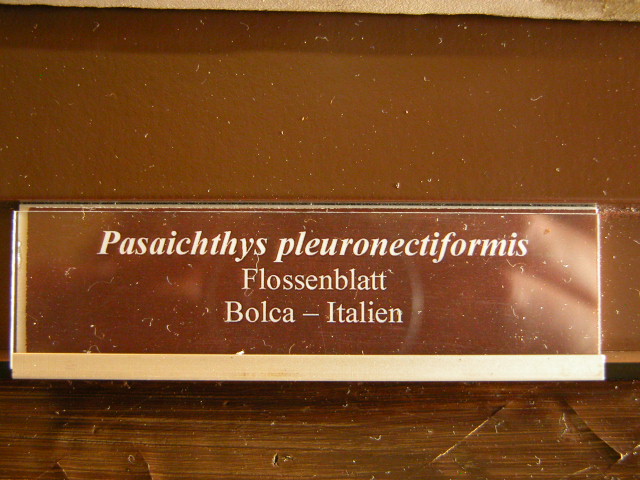 Pasaichthys pleuronectiformis
Flossenblatt
Bolca – Italien